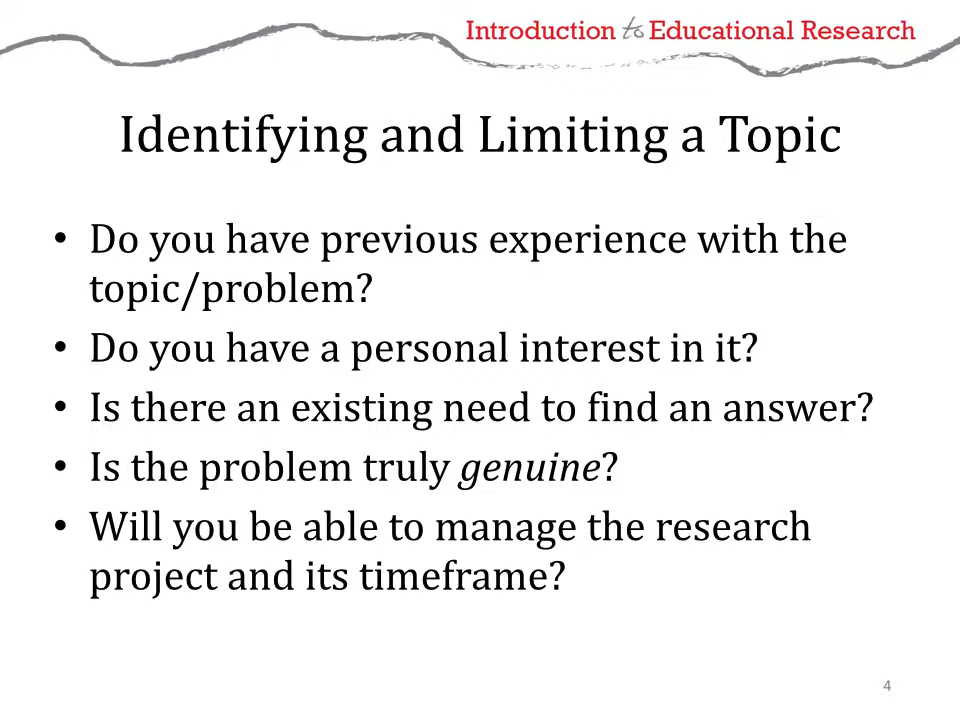 Introduction to Educational Research
Identifying and Limiting a Topic
• Do you have previous experience with the
topic/problem?
• Do you have a personal interest in it?
• Is there an existing need to find an answer?
• Is the problem truly genuine?
• Will you be able to manage the research
project and its timeframe?
4